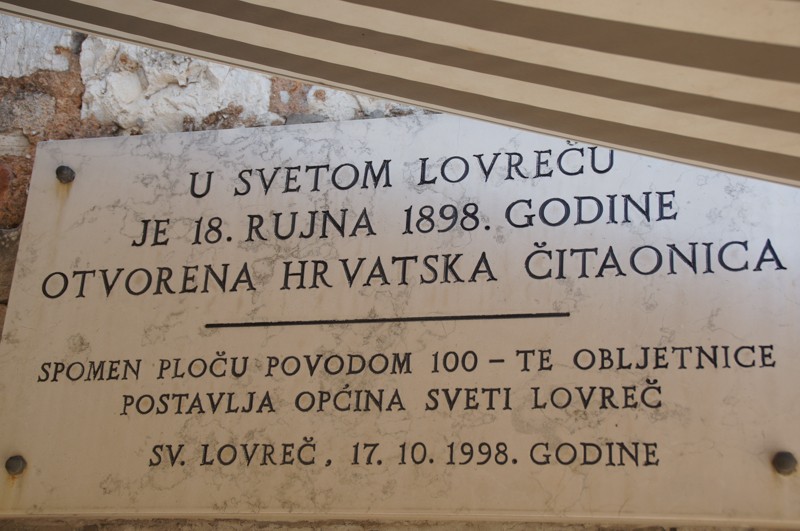 U SVETOM LOVREČU
JE 18. RUJNA 1898. GODINE
OTVORENA HRVATSKA ČITAONICA
SPOMEN PLOČU POVODOM 100 – TE OBLJETNICE
POSTAVLJA OPĆINA SVETI LOVREČ
SV. LOVREČ, 17. 10. 1998. GODINE